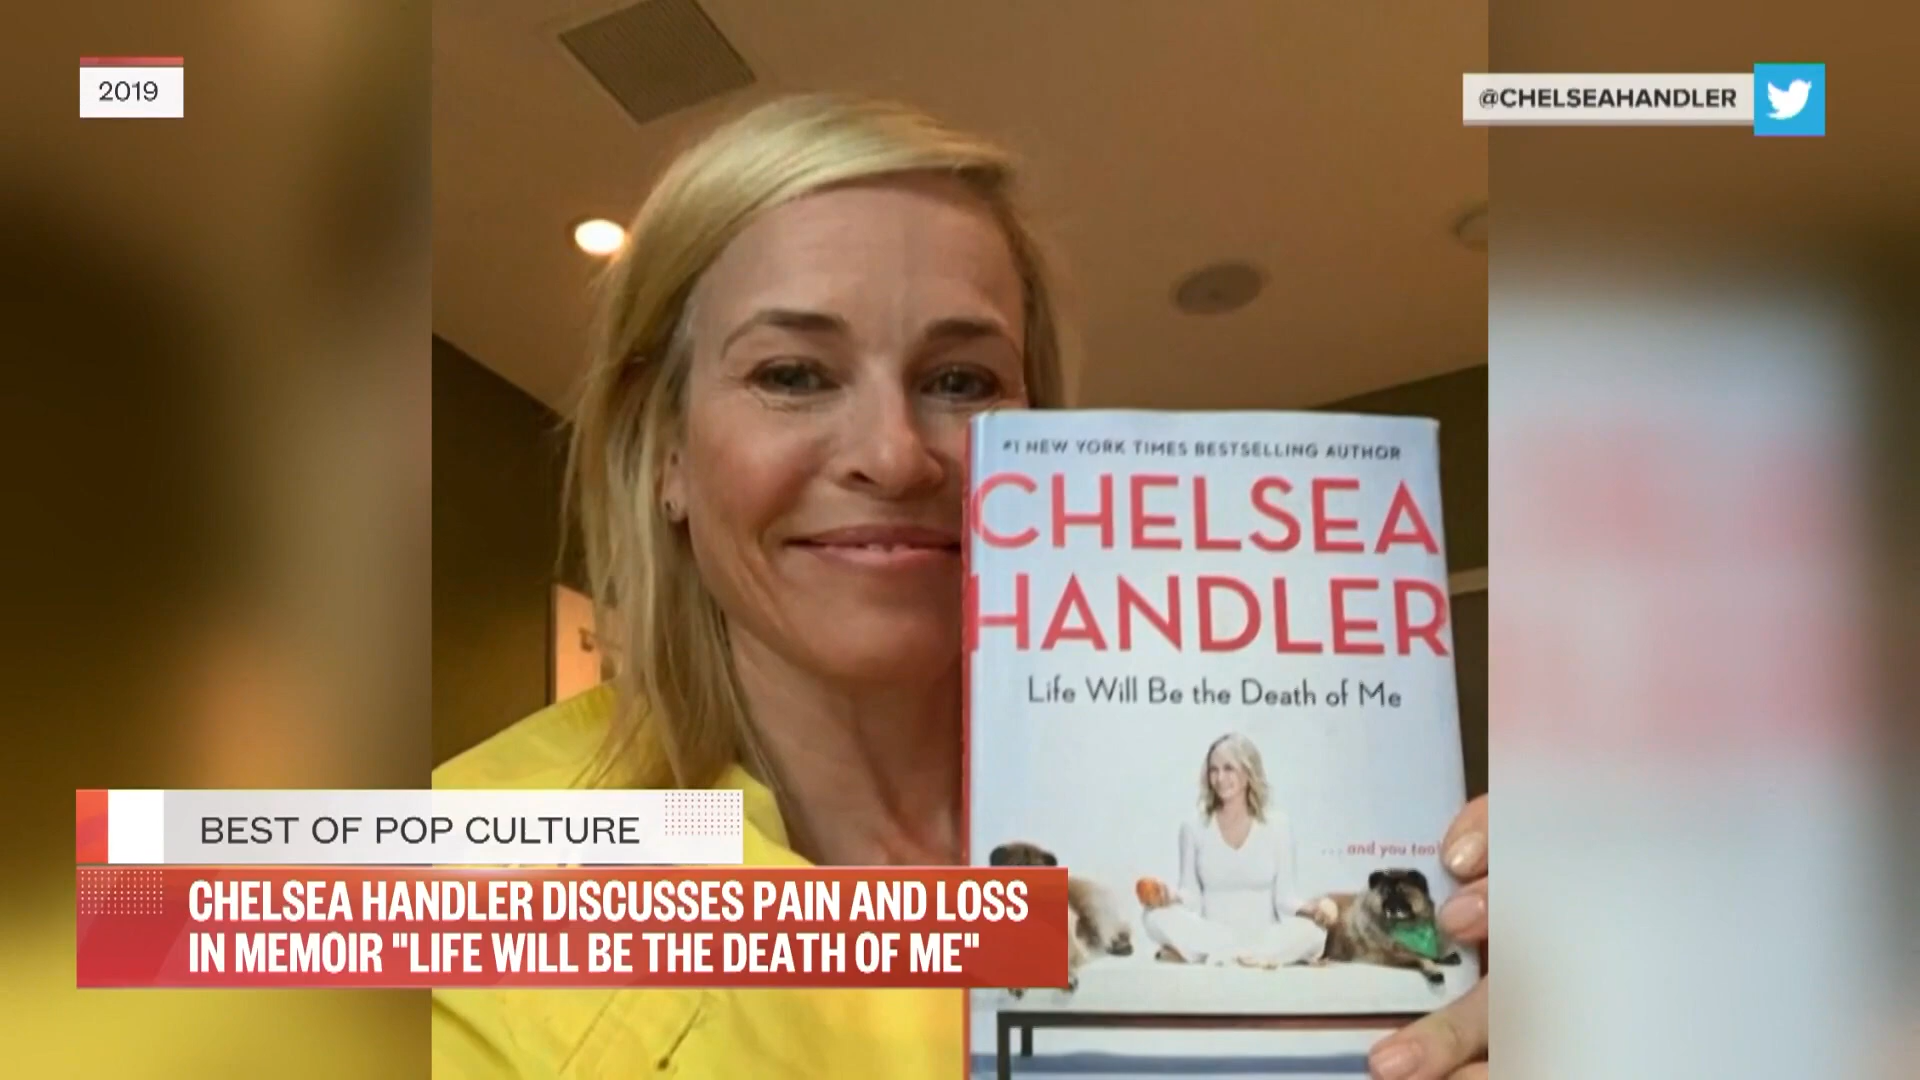 2019
@CHELSEAHANDLER
#1 NEW YORK TIMES BESTSELLING AUTHOR
CHELSEA
HANDLER
Life Will Be the Death of Me
...and you too!
BEST OF POP CULTURE
CHELSEA HANDLER DISCUSSES PAIN AND LOSS
IN MEMOIR "LIFE WILL BE THE DEATH OF ME"